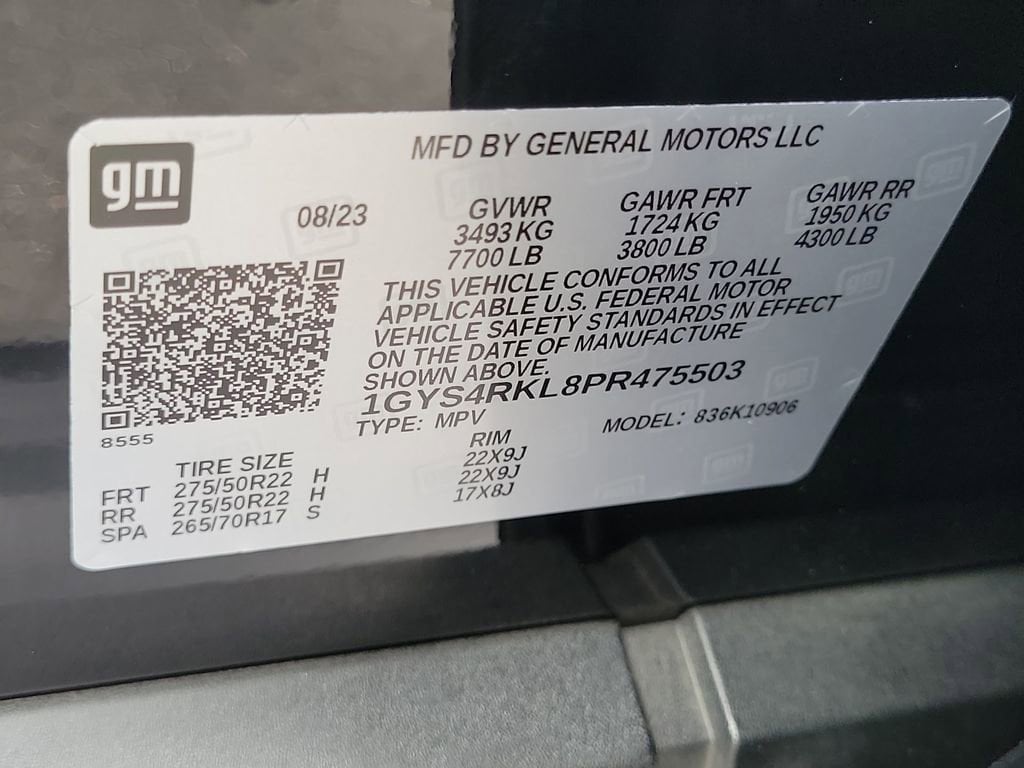 gm
MFD BY GENERAL MOTORS LLC
08/23 GVWR GAWR FRT GAWR RR
3493 KG 1724 KG 1950 KG
7700 LB 3800 LB 4300 LB
THIS VEHICLE CONFORMS TO ALL
APPLICABLE U.S. FEDERAL MOTOR
VEHICLE SAFETY STANDARDS IN EFFECT
ON THE DATE OF MANUFACTURE
SHOWN ABOVE.
1GYS4RKL8PR475503
TYPE: MPV MODEL: 836K10906
8555
TIRE SIZE RIM
FRT 275/50R22 H 22X9J
RR 275/50R22 H 22X9J
SPA 265/70R17 S 17X8J